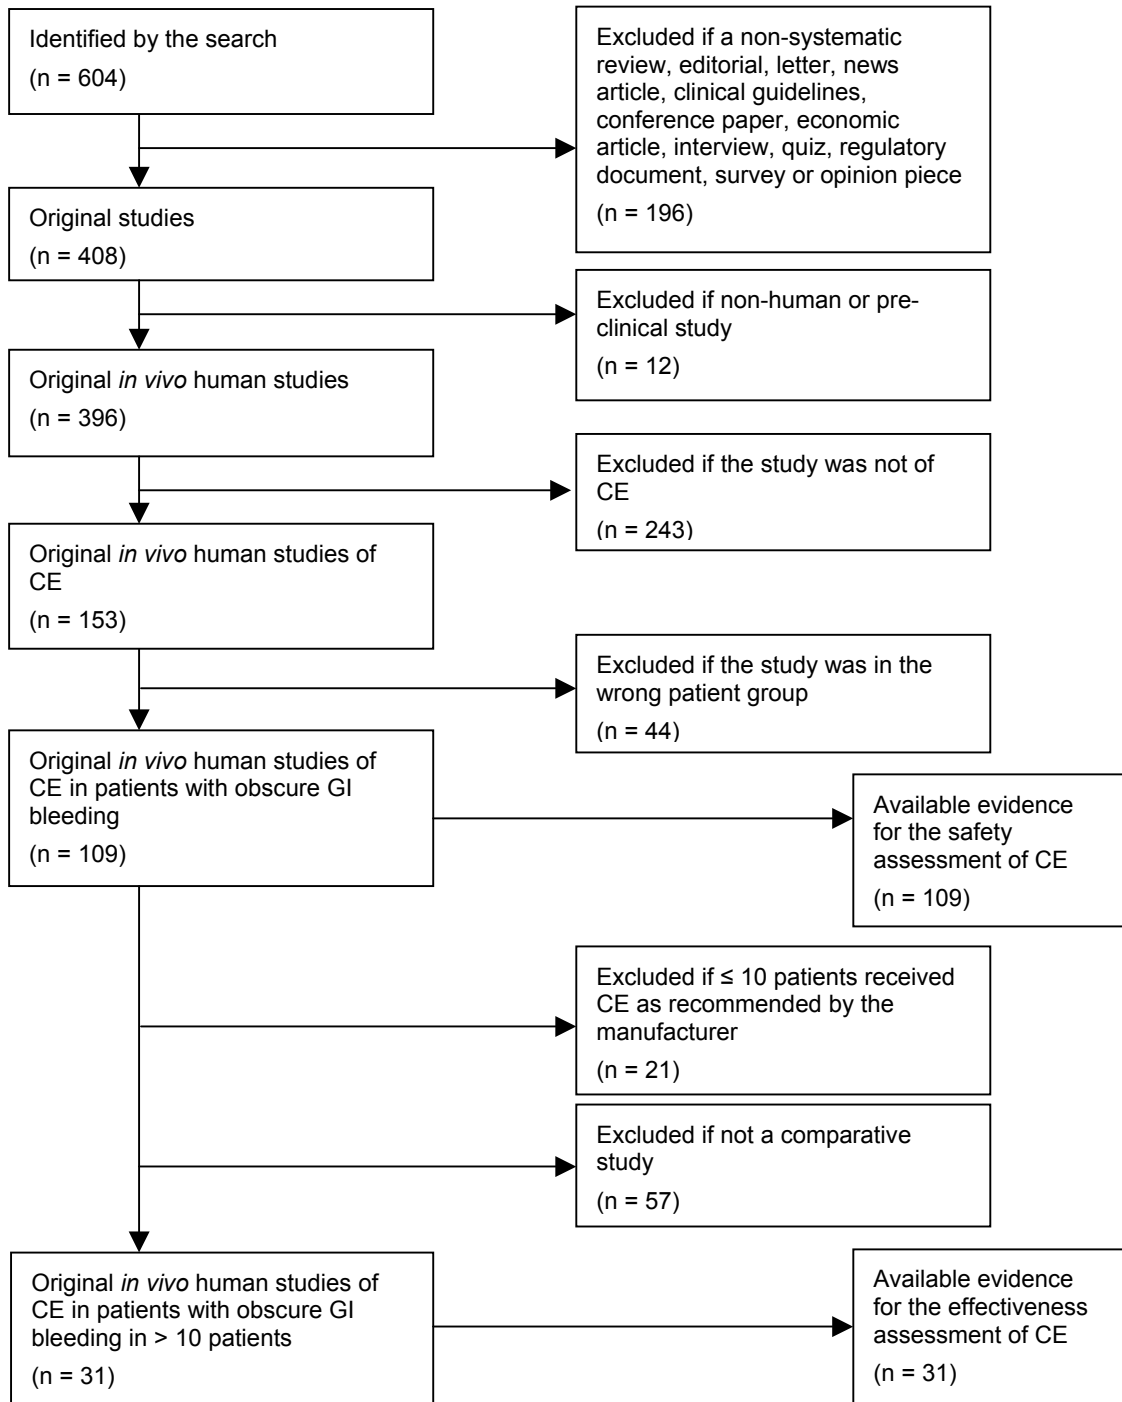 Identified by the search
(n = 604)
Excluded if a non-systematic
review, editorial, letter, news
article, clinical guidelines,
conference paper, economic
article, interview, quiz, regulatory
document, survey or opinion piece
(n = 196)
Original studies
(n = 408)
Excluded if non-human or pre-
clinical study
(n = 12)
Original in vivo human studies
(n = 396)
Excluded if the study was not of
CE
(n = 243)
Original in vivo human studies of
CE
(n = 153)
Excluded if the study was in the
wrong patient group
(n = 44)
Original in vivo human studies of
CE in patients with obscure GI
bleeding
(n = 109)
Available evidence
for the safety
assessment of CE
(n = 109)
Excluded if ≤ 10 patients received
CE as recommended by the
manufacturer
(n = 21)
Excluded if not a comparative
study
(n = 57)
Original in vivo human studies of
CE in patients with obscure GI
bleeding in > 10 patients
(n = 31)
Available evidence
for the effectiveness
assessment of CE
(n = 31)